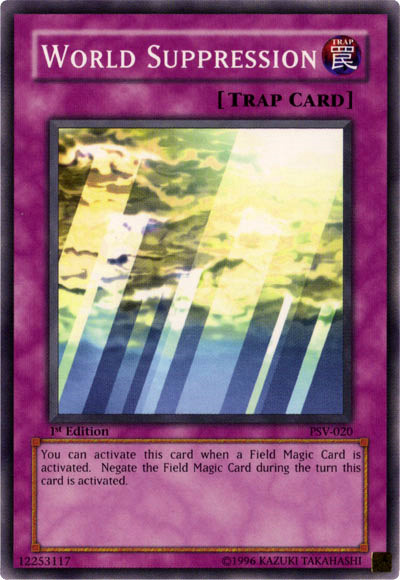 World Suppression
TRAP
罠
[Trap Card]
1st Edition
PSV-020
You can activate this card when a Field Magic Card is
activated. Negate the Field Magic Card during the turn this
card is activated.
12253117
©1996 KAZUKI TAKAHASHI